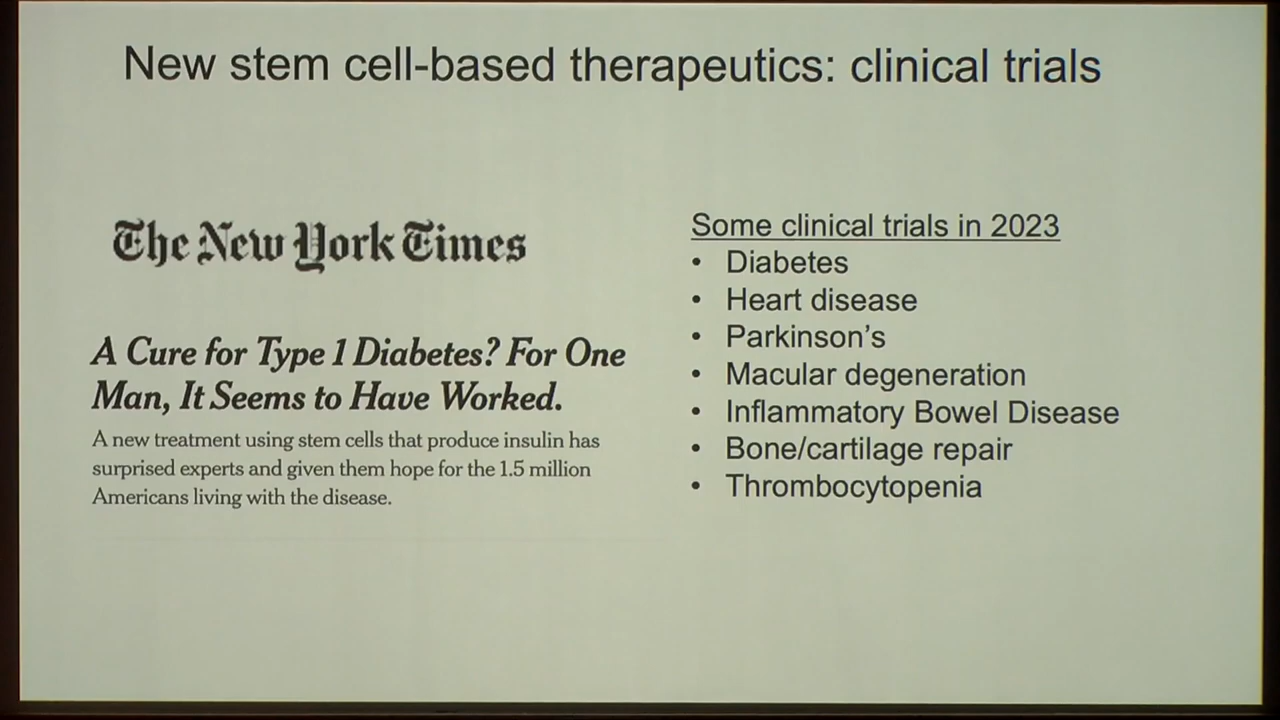 New stem cell-based therapeutics: clinical trials
The New York Times
A Cure for Type 1 Diabetes? For One
Man, It Seems to Have Worked.
A new treatment using stem cells that produce insulin has
surprised experts and given them hope for the 1.5 million
Americans living with the disease.
Some clinical trials in 2023
• Diabetes
• Heart disease
• Parkinson’s
• Macular degeneration
• Inflammatory Bowel Disease
• Bone/cartilage repair
• Thrombocytopenia